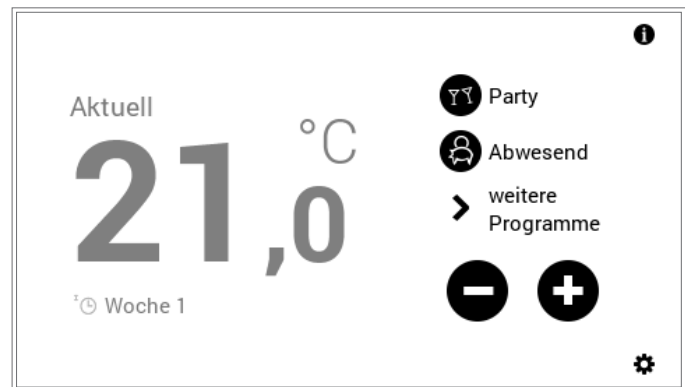 Aktuell
21,0 °C
Woche 1
Party
Abwesend
weitere
Programme